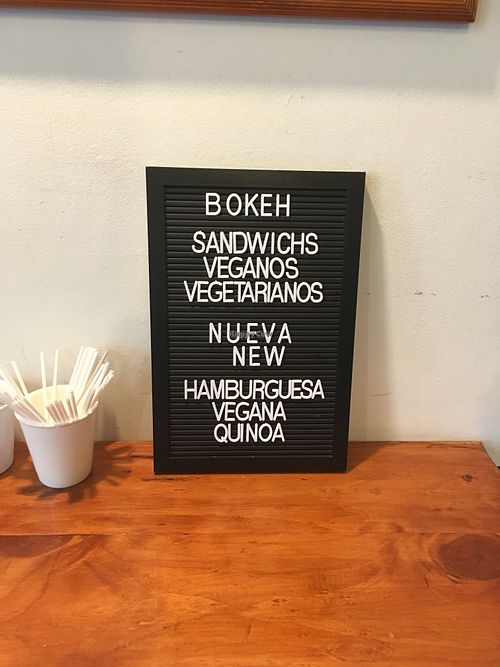 BOKEH
SANDWICHS
VEGANOS
VEGETARIANOS
NUEVA
NEW
HAMBURGUESA
VEGANA
QUINOA